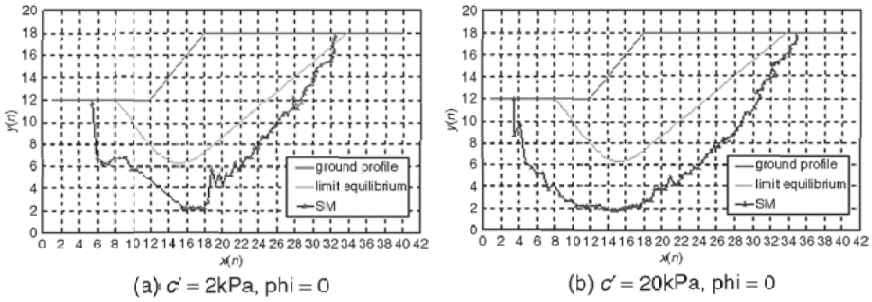 20
18
16
14
12
10
8
6
4
2
0
y(n)
0 2 4 6 8 10 12 14 16 18 20 22 24 26 28 30 32 34 36 38 40 42
x(n)
ground profile
limit equilibrium
SM
(a) c′ = 2kPa, phi = 0
20
18
16
14
12
10
8
6
4
2
0
y(n)
0 2 4 6 8 10 12 14 16 18 20 22 24 26 28 30 32 34 36 38 40 42
x(n)
ground profile
limit equilibrium
SM
(b) c′ = 20kPa, phi = 0